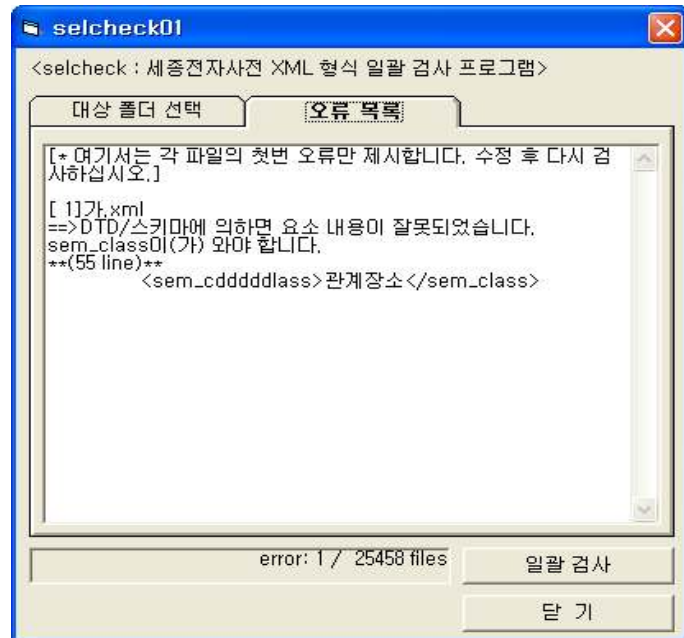 selcheck01
<selcheck : 세종전자사전 XML 형식 일괄 검사 프로그램>
대상 폴더 선택
오류 목록
[* 여기서는 각 파일의 첫번 오류만 제시합니다. 수정 후 다시 검
사하십시오.]
[ 1]가.xml
==>DTD/스키마에 의하면 요소 내용이 잘못되었습니다.
sem_class이(가) 와야 합니다.
**(55 line)**
<sem_cdddddlass>관계장소</sem_class>
error: 1 / 25458 files
일괄 검사
닫 기